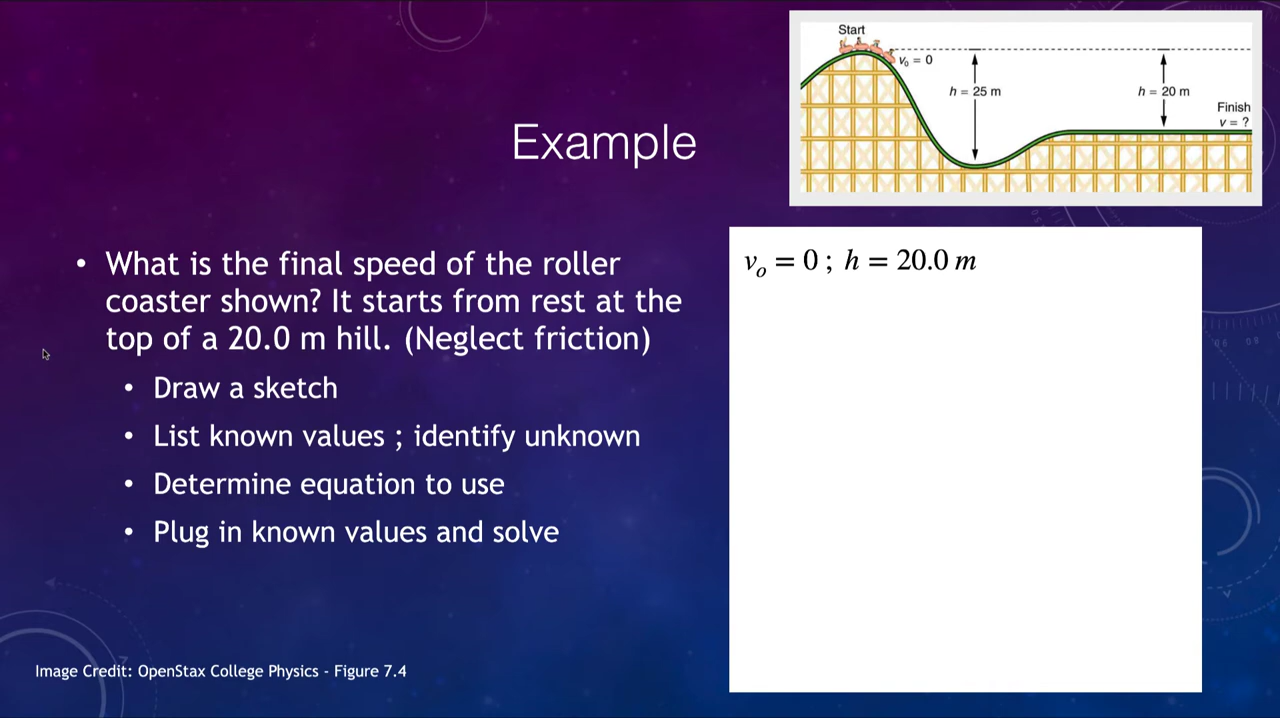 Start
v₀ = 0
h = 25 m
h = 20 m
Finish
v = ?
Example
• What is the final speed of the roller
coaster shown? It starts from rest at the
top of a 20.0 m hill. (Neglect friction)
• Draw a sketch
• List known values ; identify unknown
• Determine equation to use
• Plug in known values and solve
vₒ = 0 ; h = 20.0 m
Image Credit: OpenStax College Physics - Figure 7.4